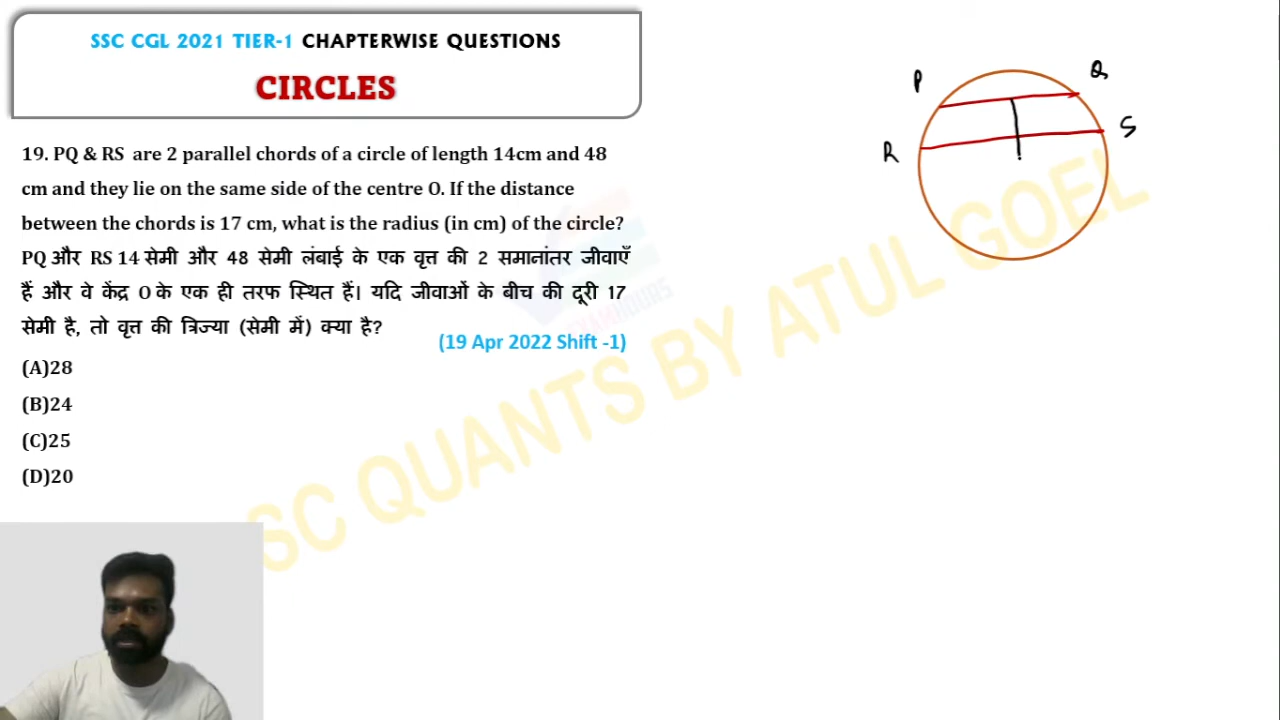 SSC CGL 2021 TIER-1 CHAPTERWISE QUESTIONS
CIRCLES
19. PQ & RS are 2 parallel chords of a circle of length 14cm and 48
cm and they lie on the same side of the centre O. If the distance
between the chords is 17 cm, what is the radius (in cm) of the circle?
PQ और RS 14 सेमी और 48 सेमी लंबाई के एक वृत्त की 2 समानांतर जीवाएँ
हैं और वे केंद्र O के एक ही तरफ स्थित हैं। यदि जीवाओं के बीच की दूरी 17
सेमी है, तो वृत्त की त्रिज्या (सेमी में) क्या है?
(19 Apr 2022 Shift -1)
(A)28
(B)24
(C)25
(D)20
P
Q
R
S
SC QUANTS BY ATUL GOEL